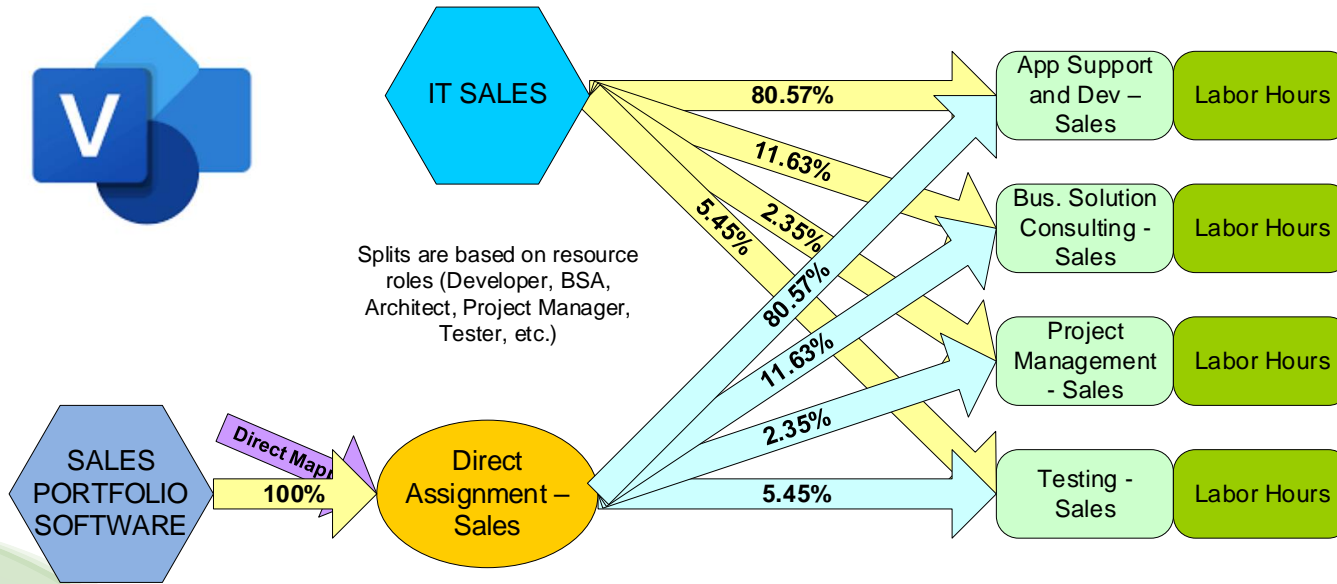 V
IT SALES
80.57%
11.63%
2.35%
5.45%
App Support
and Dev –
Sales
Labor Hours
Bus. Solution
Consulting -
Sales
Labor Hours
Splits are based on resource
roles (Developer, BSA,
Architect, Project Manager,
Tester, etc.)
80.57%
11.63%
2.35%
5.45%
Project
Management
- Sales
Labor Hours
SALES
PORTFOLIO
SOFTWARE
Direct
100%
Direct
Assignment –
Sales
Testing -
Sales
Labor Hours